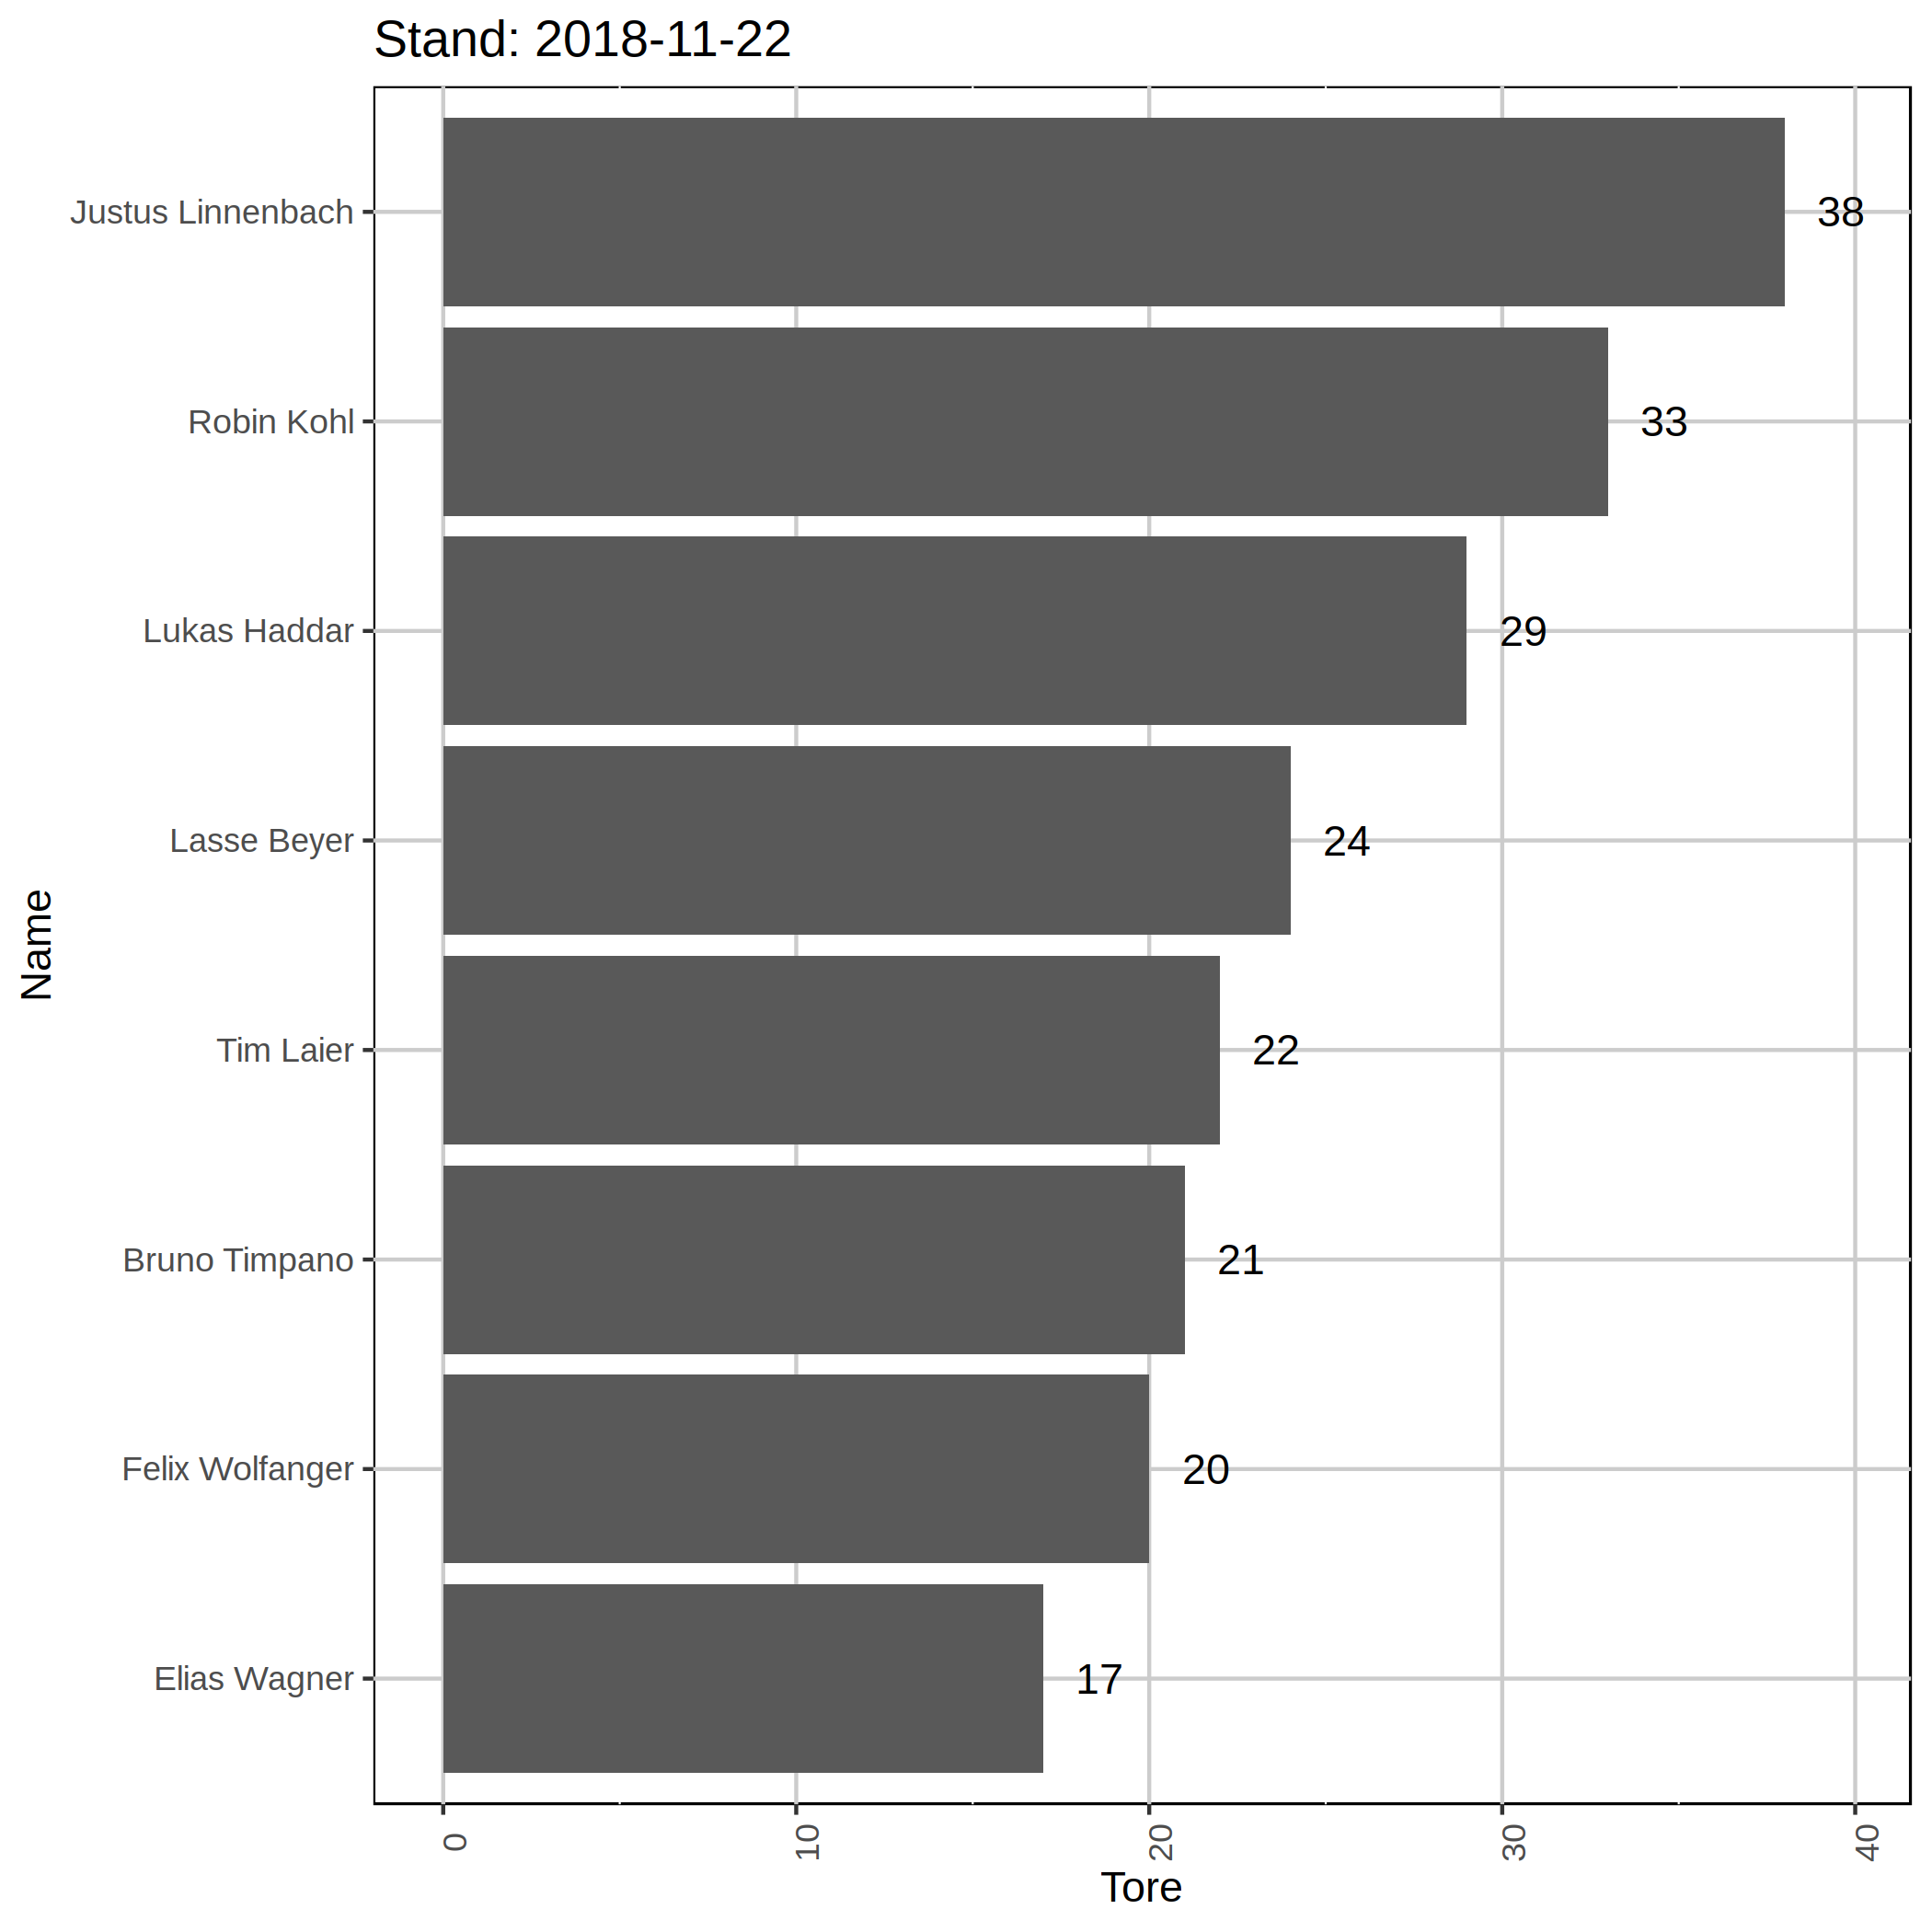 Stand: 2018-11-22
Justus Linnenbach
38
Robin Kohl
33
Lukas Haddar
29
Lasse Beyer
24
Tim Laier
22
Bruno Timpano
21
Felix Wolfanger
20
Elias Wagner
17
Name
0
10
20
30
40
Tore